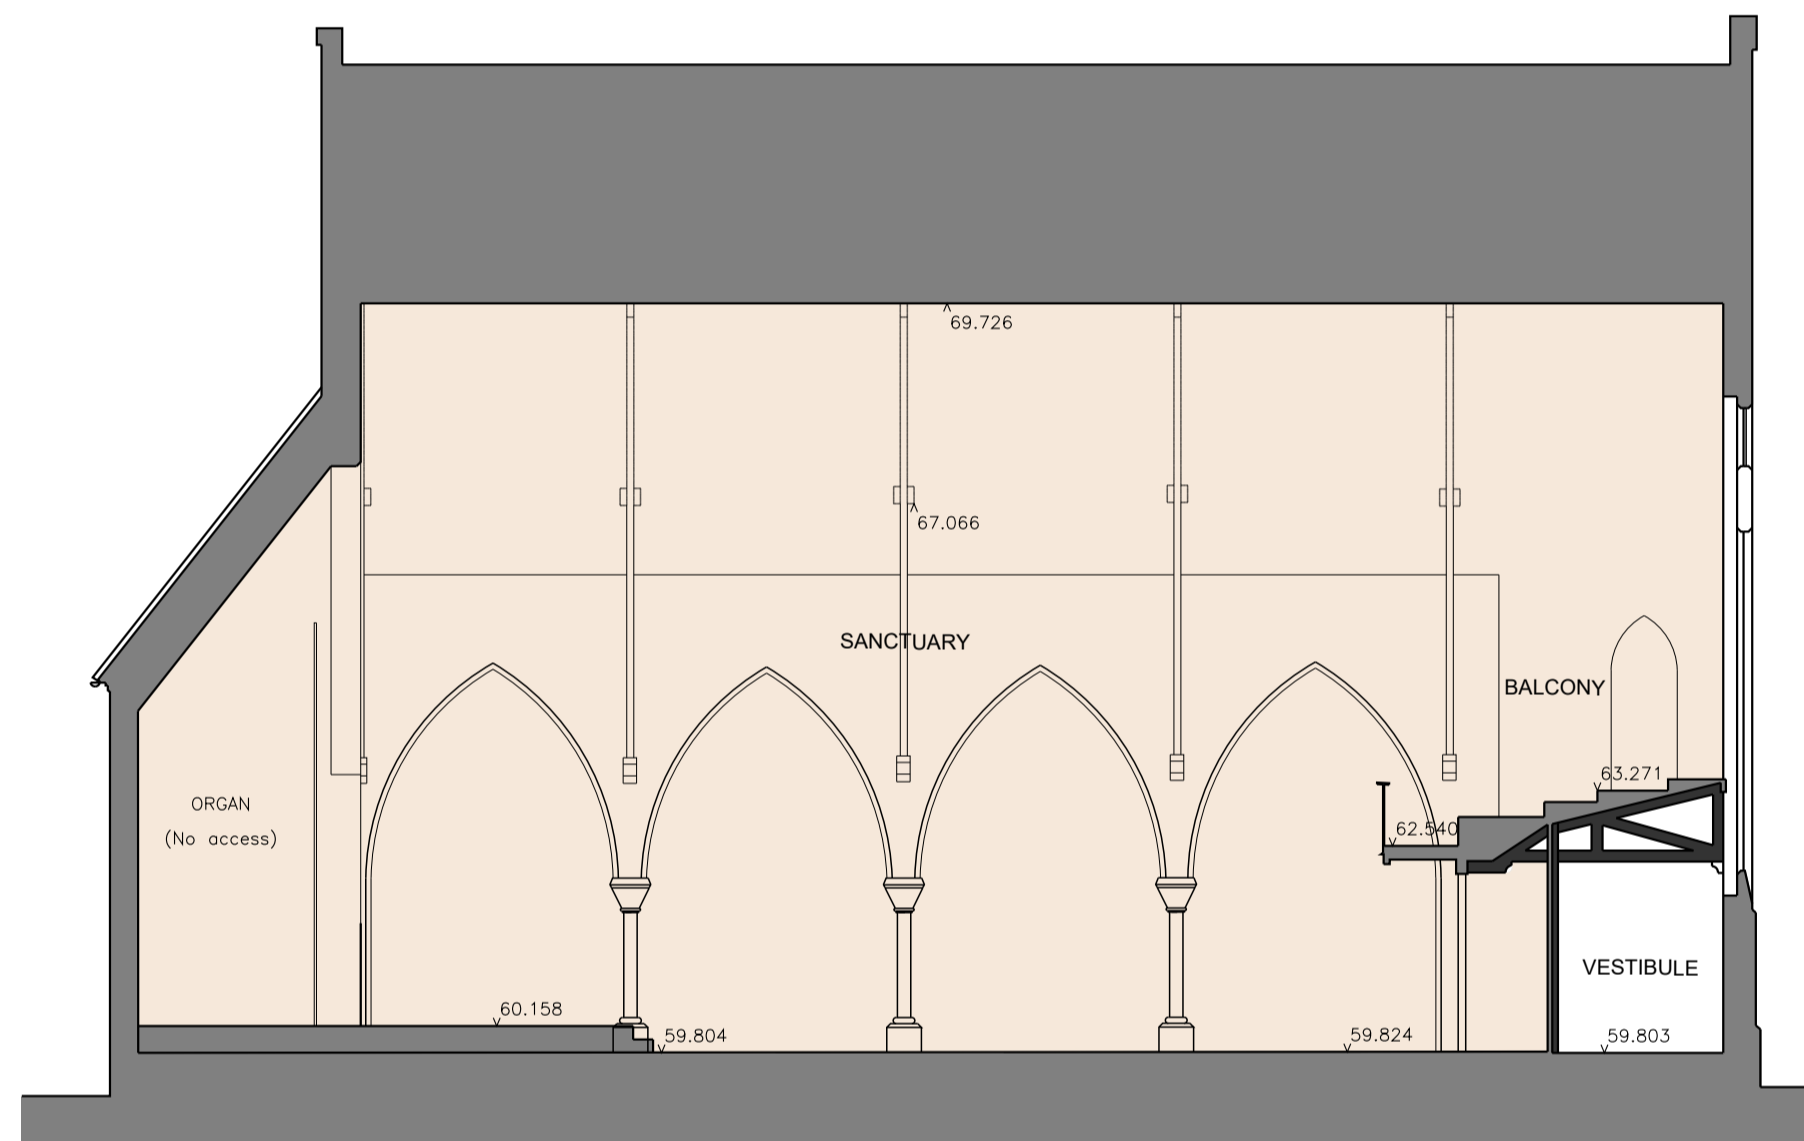 69.726
67.066
SANCTUARY
BALCONY
63.271
ORGAN
(No access)
62.540
VESTIBULE
60.158
59.804
59.824
59.803